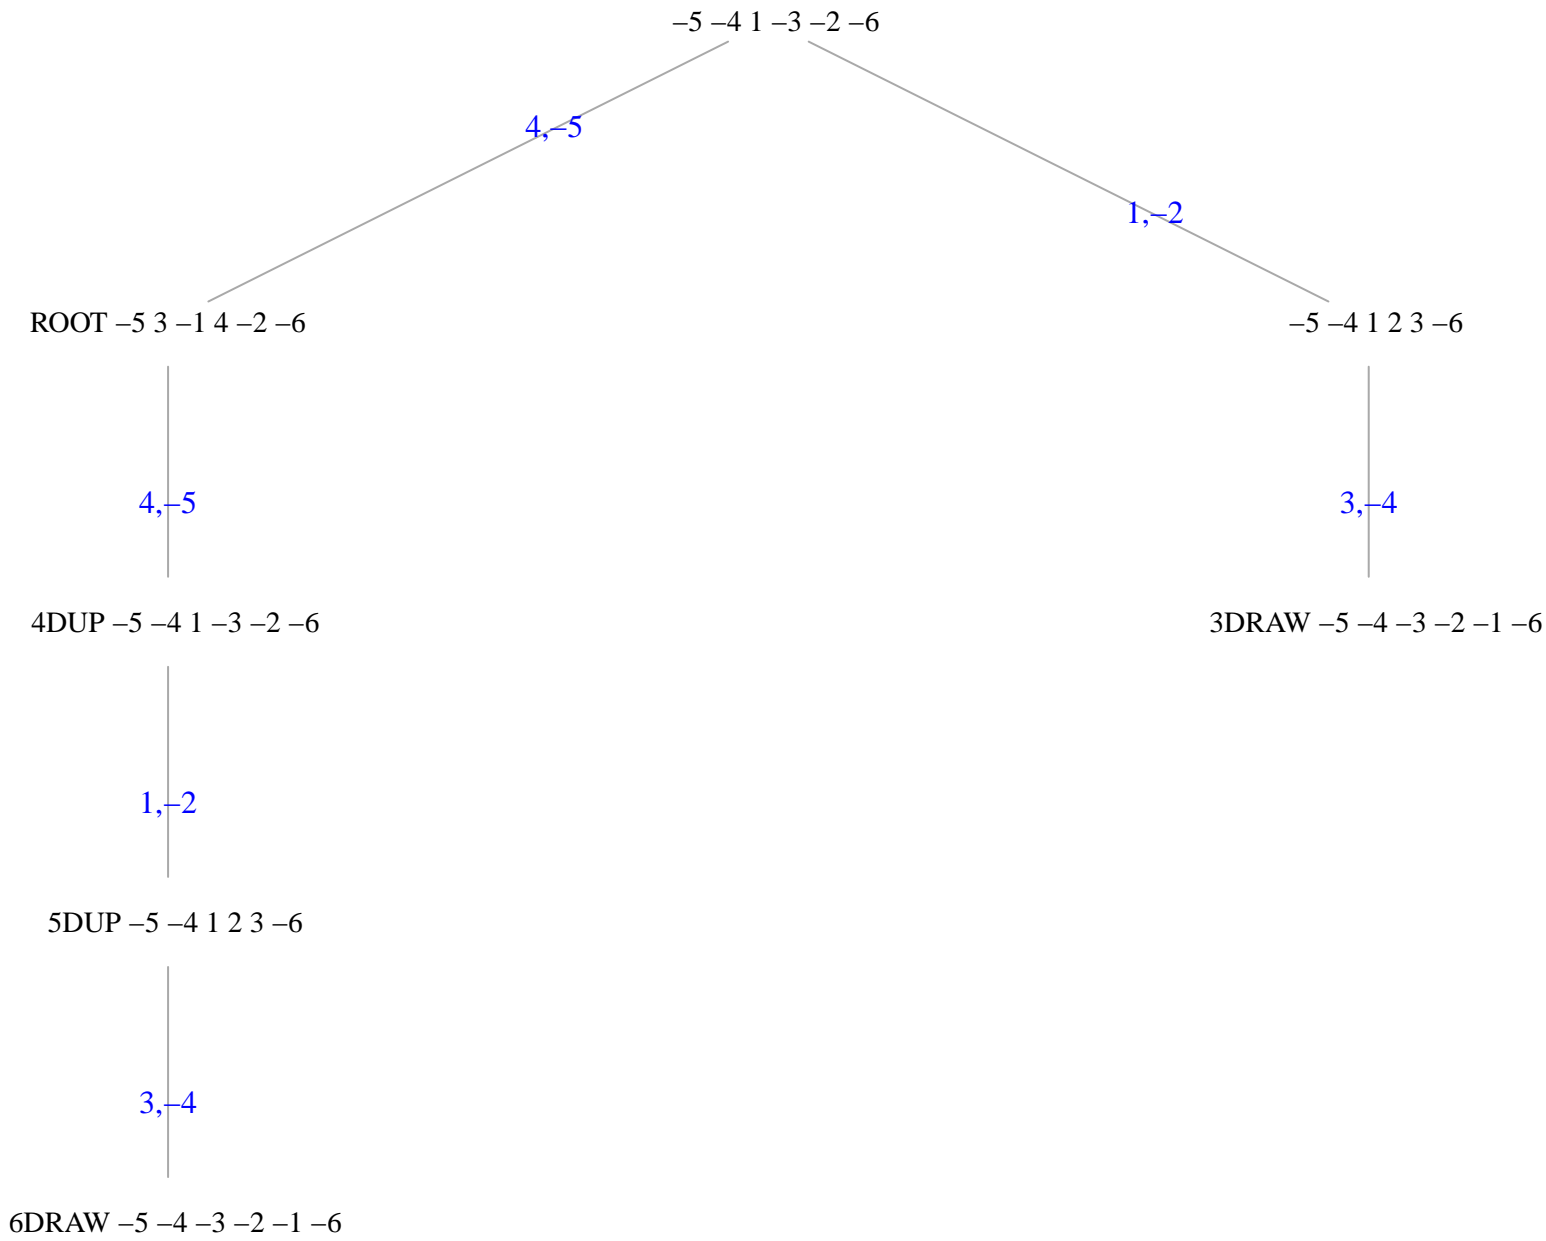 –5 –4 1 –3 –2 –6
4,–5
1,–2
ROOT –5 3 –1 4 –2 –6
–5 –4 1 2 3 –6
4,–5
3,–4
4DUP –5 –4 1 –3 –2 –6
3DRAW –5 –4 –3 –2 –1 –6
1,–2
5DUP –5 –4 1 2 3 –6
3,–4
6DRAW –5 –4 –3 –2 –1 –6